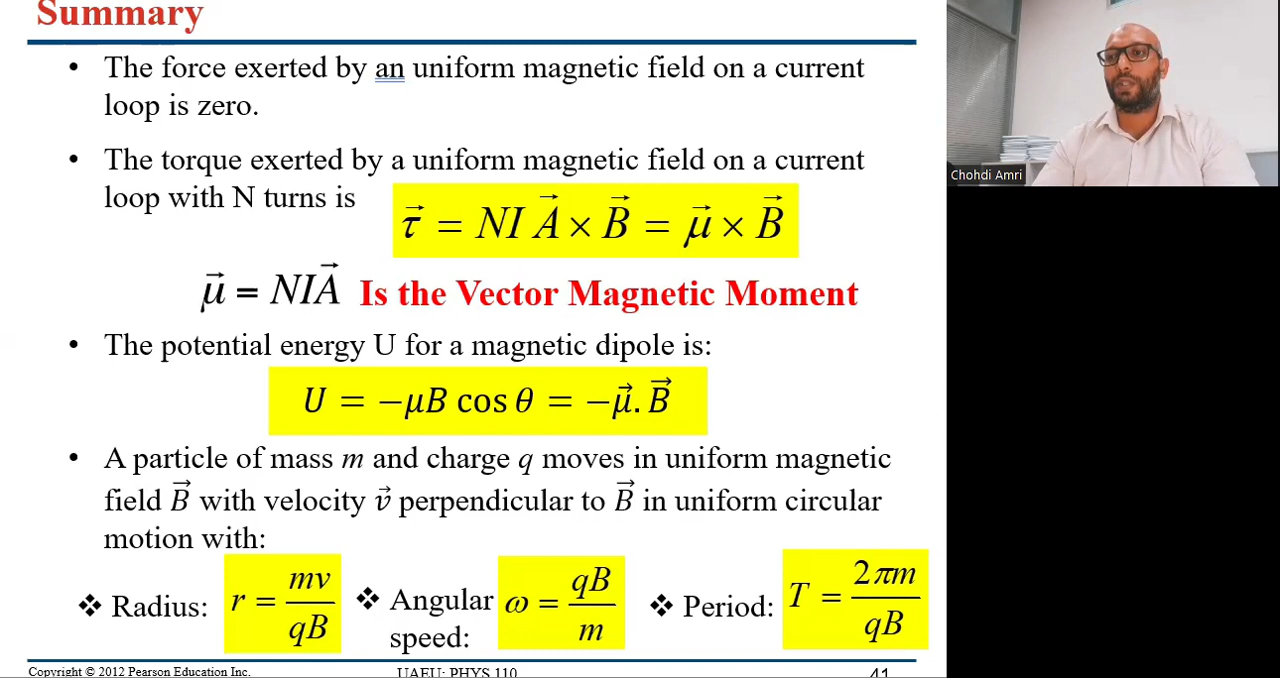 Summary
• The force exerted by an uniform magnetic field on a current
loop is zero.
• The torque exerted by a uniform magnetic field on a current
loop with N turns is
τ⃗ = NI A⃗ × B⃗ = μ⃗ × B⃗
μ⃗ = NIA⃗ Is the Vector Magnetic Moment
• The potential energy U for a magnetic dipole is:
U = −μB cos θ = −μ⃗. B⃗
• A particle of mass m and charge q moves in uniform magnetic
field B⃗ with velocity v⃗ perpendicular to B⃗ in uniform circular
motion with:
❖ Radius: r = mv/qB ❖ Angular speed: ω = qB/m ❖ Period: T = 2πm/qB
Copyright © 2012 Pearson Education Inc. UAEU: PHYS 110 41
Chohdi Amri